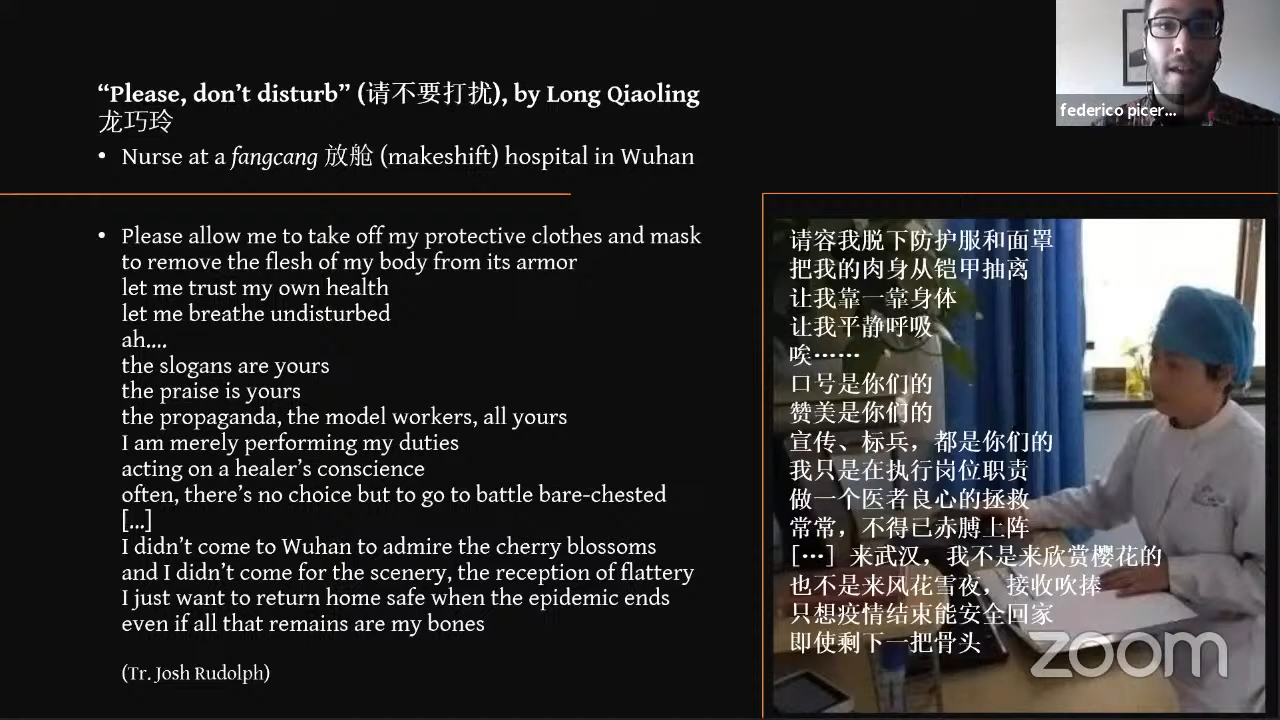 “Please, don’t disturb” (请不要打扰), by Long Qiaoling
龙巧玲
• Nurse at a fangcang 放舱 (makeshift) hospital in Wuhan
• Please allow me to take off my protective clothes and mask
to remove the flesh of my body from its armor
let me trust my own health
let me breathe undisturbed
ah....
the slogans are yours
the praise is yours
the propaganda, the model workers, all yours
I am merely performing my duties
acting on a healer’s conscience
often, there’s no choice but to go to battle bare-chested
[...]
I didn’t come to Wuhan to admire the cherry blossoms
and I didn’t come for the scenery, the reception of flattery
I just want to return home safe when the epidemic ends
even if all that remains are my bones
(Tr. Josh Rudolph)
federico picer...
请容我脱下防护服和面罩
把我的肉身从铠甲抽离
让我靠一靠身体
让我平静呼吸
唉……
口号是你们的
赞美是你们的
宣传、标兵，都是你们的
我只是在执行岗位职责
做一个医者良心的拯救
常常，不得已赤膊上阵
[…] 来武汉，我不是来欣赏樱花的
也不是来风花雪夜，接收吹捧
只想疫情结束能安全回家
即使剩下一把骨头
zoom